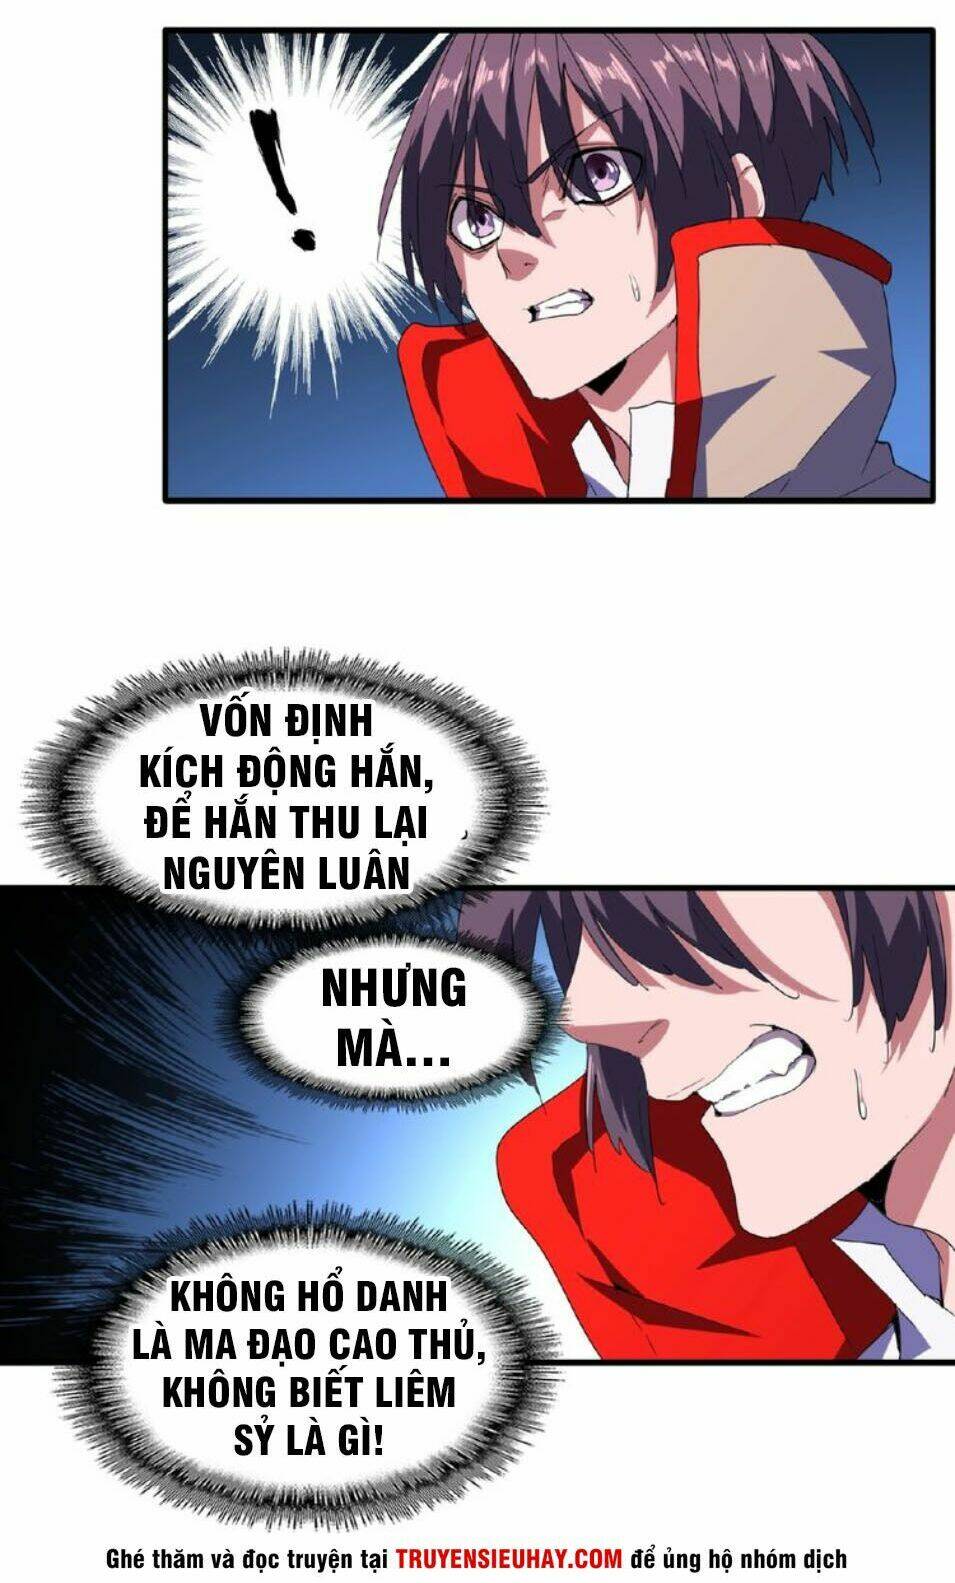 !
VỐN ĐỊNH
KÍCH ĐỘNG HẮN,
ĐỂ HẮN THU LẠI
NGUYÊN LUÂN
NHƯNG
MÀ...
KHÔNG HỔ DANH
LÀ MA ĐẠO CAO THỦ,
KHÔNG BIẾT LIÊM
SỶ LÀ GÌ!
Ghé thăm và đọc truyện tại TRUYENSIEUHAY.COM để ủng hộ nhóm dịch